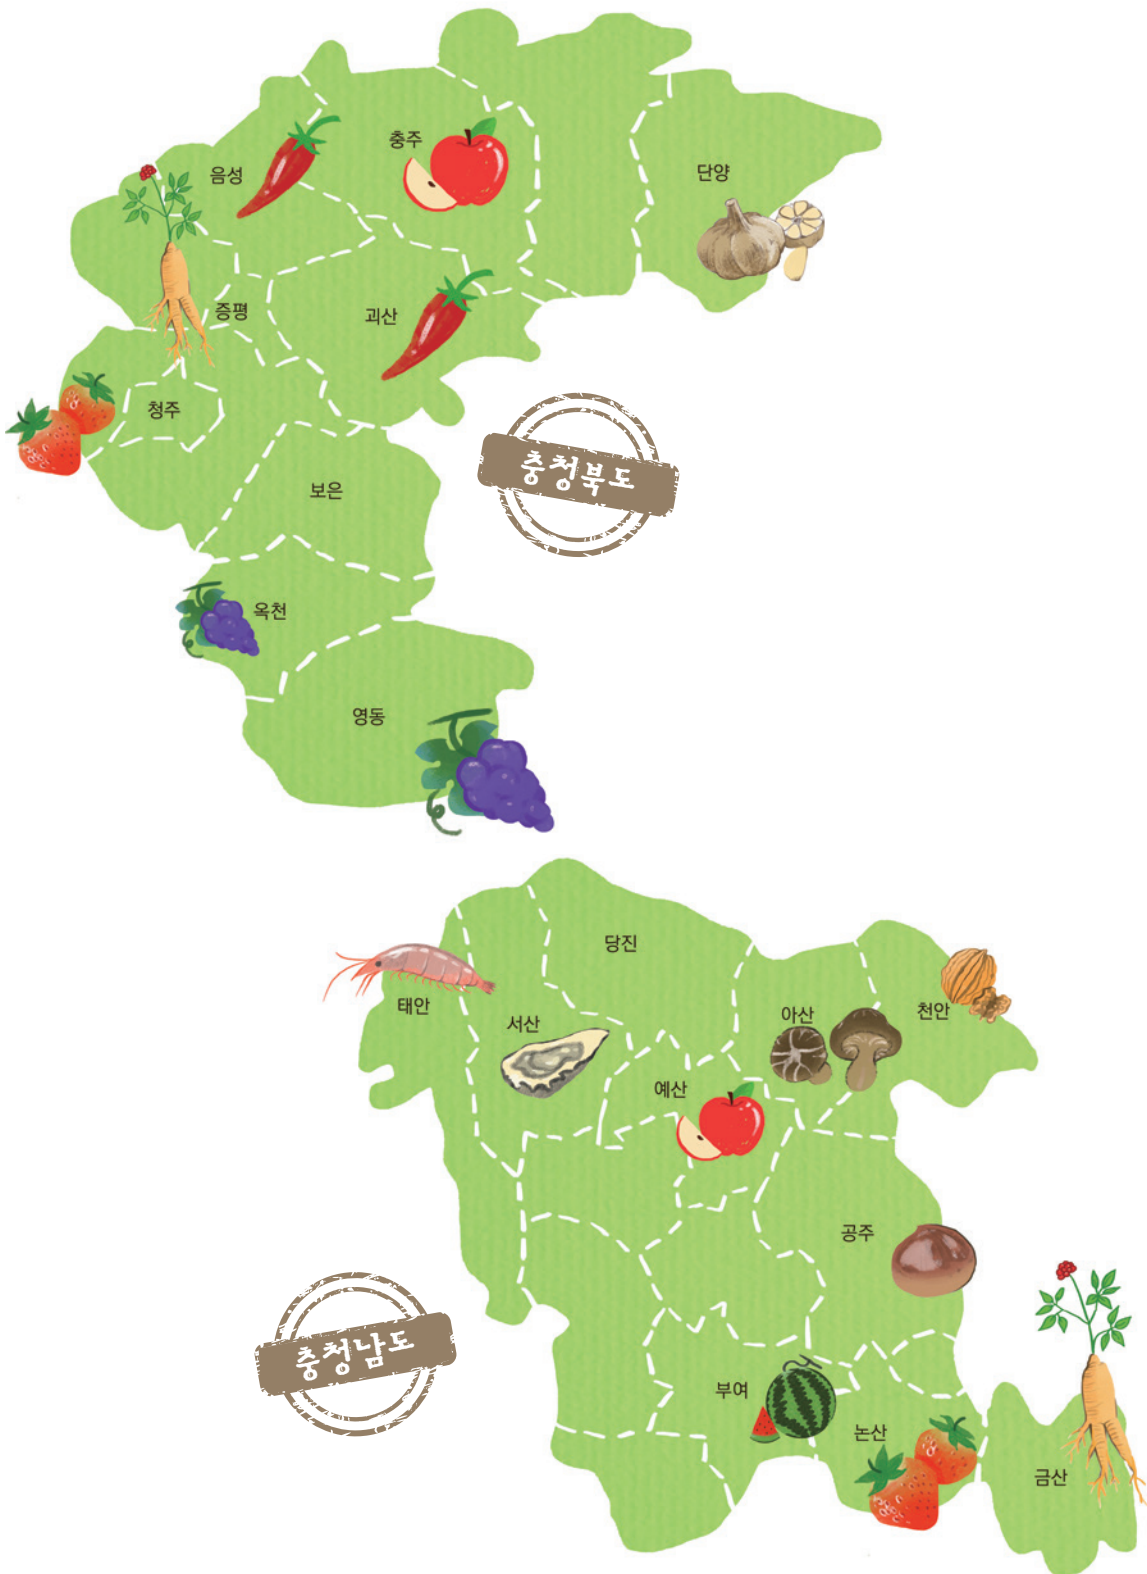 충주
음성
단양
증평
괴산
청주
충청북도
보은
옥천
영동
당진
태안
서산
아산
천안
예산
공주
충청남도
부여
논산
금산